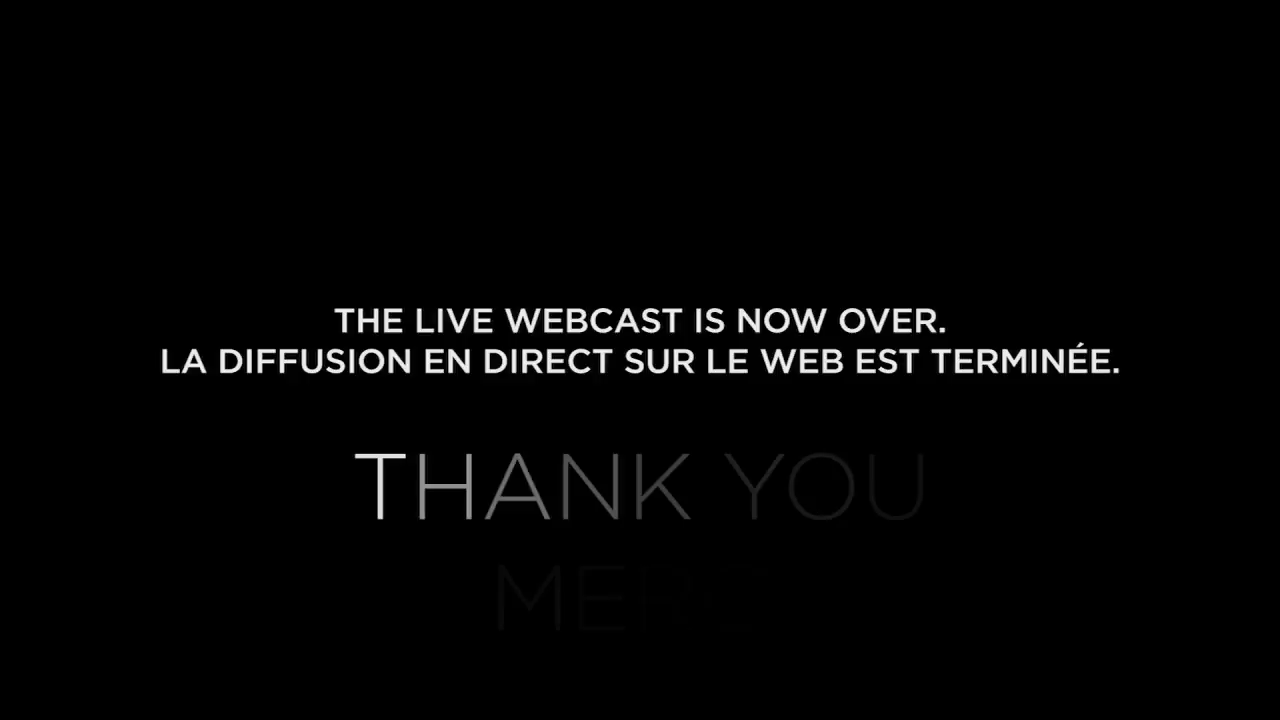 THE LIVE WEBCAST IS NOW OVER.
LA DIFFUSION EN DIRECT SUR LE WEB EST TERMINÉE.
THANK YOU